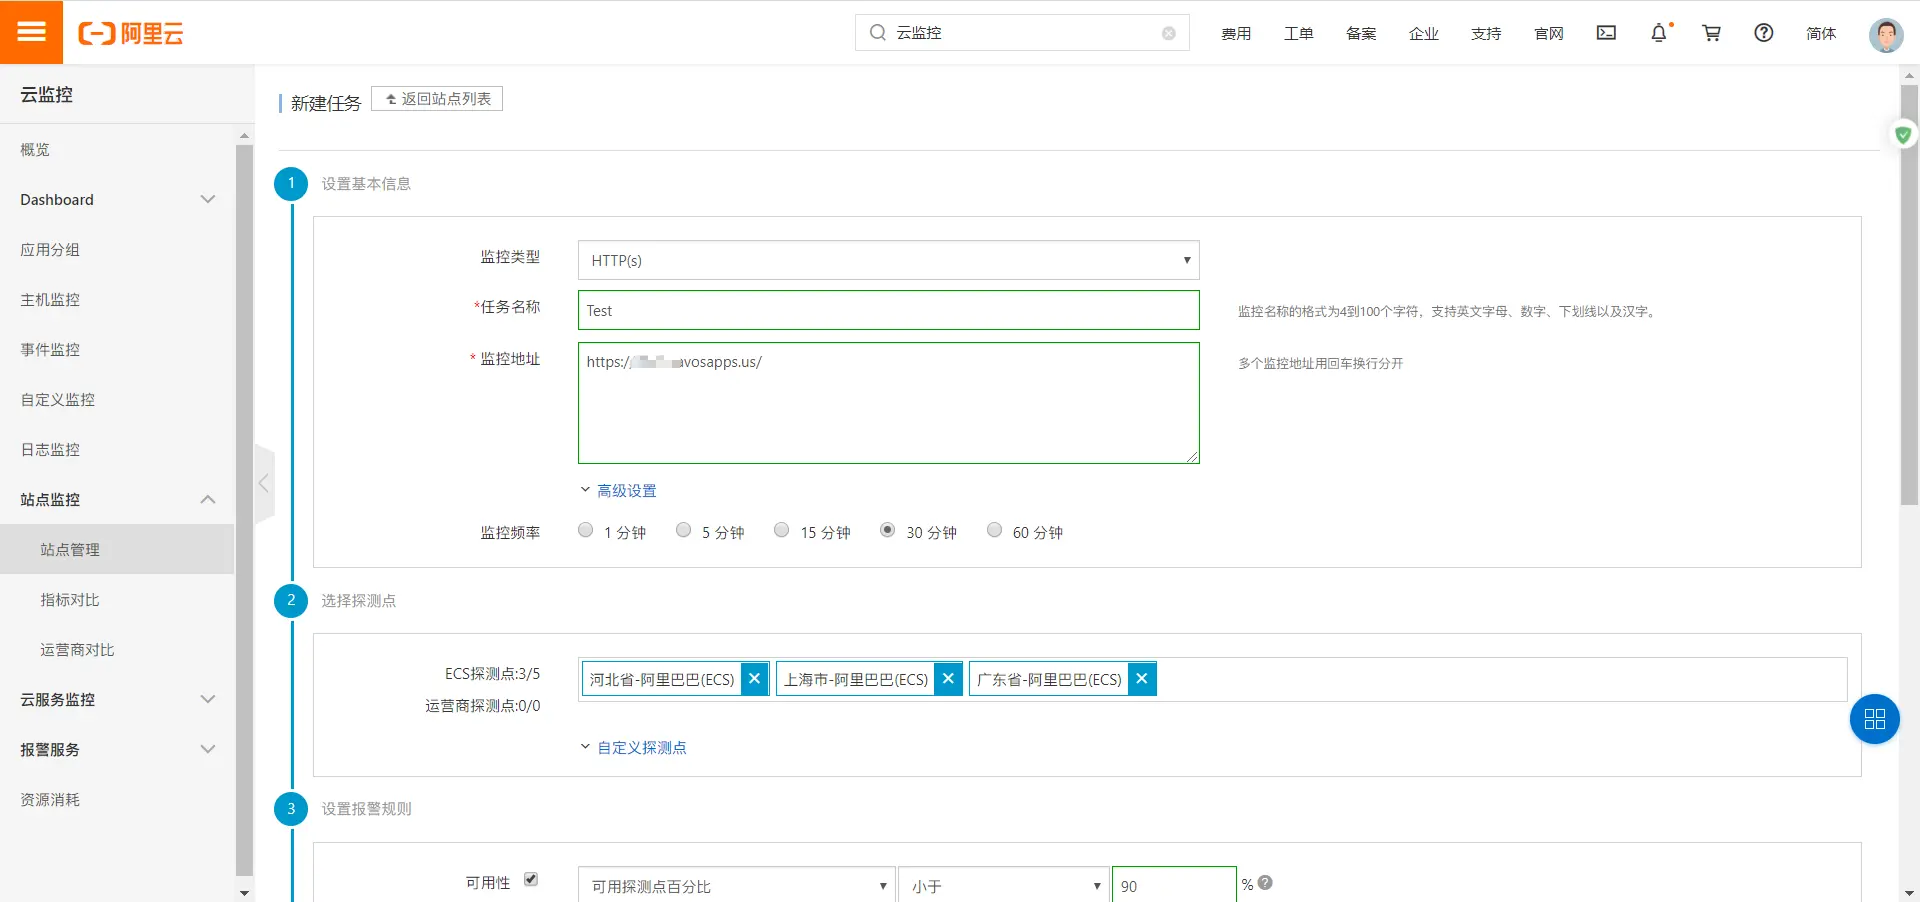 阿里云
云监控
费用
工单
备案
企业
支持
官网
简体
云监控
概览
Dashboard
应用分组
主机监控
事件监控
自定义监控
日志监控
站点监控
站点管理
指标对比
运营商对比
云服务监控
报警服务
资源消耗
新建任务
返回站点列表
1 设置基本信息
监控类型 HTTP(s)
*任务名称 Test 监控名称的格式为4到100个字符，支持英文字母、数字、下划线以及汉字。
* 监控地址 https:/ avosapps.us/ 多个监控地址用回车换行分开
高级设置
监控频率 1 分钟 5 分钟 15 分钟 30 分钟 60 分钟
2 选择探测点
ECS探测点:3/5 河北省-阿里巴巴(ECS) 上海市-阿里巴巴(ECS) 广东省-阿里巴巴(ECS)
运营商探测点:0/0
自定义探测点
3 设置报警规则
可用性 可用探测点百分比 小于 90 %